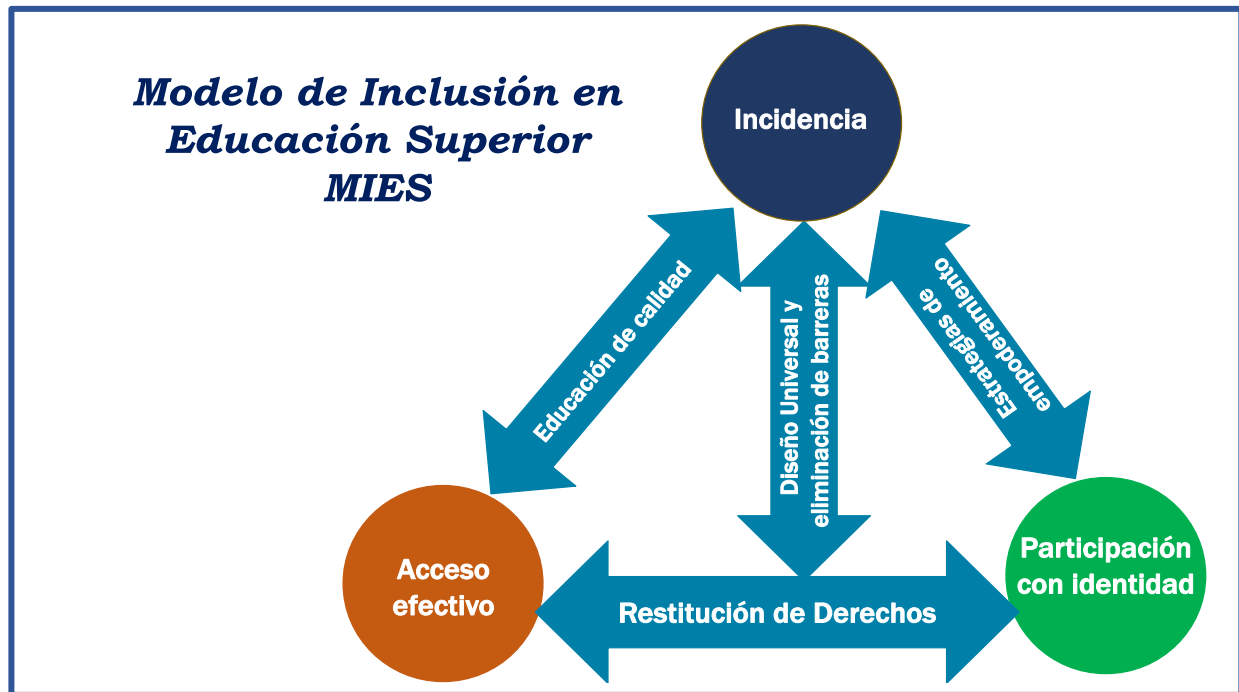 Modelo de Inclusión en
Educación Superior
MIES
Incidencia
Educación de calidad
Diseño Universal y
eliminación de barreras
Estrategias de
empoderamiento
Acceso
efectivo
Restitución de Derechos
Participación
con identidad